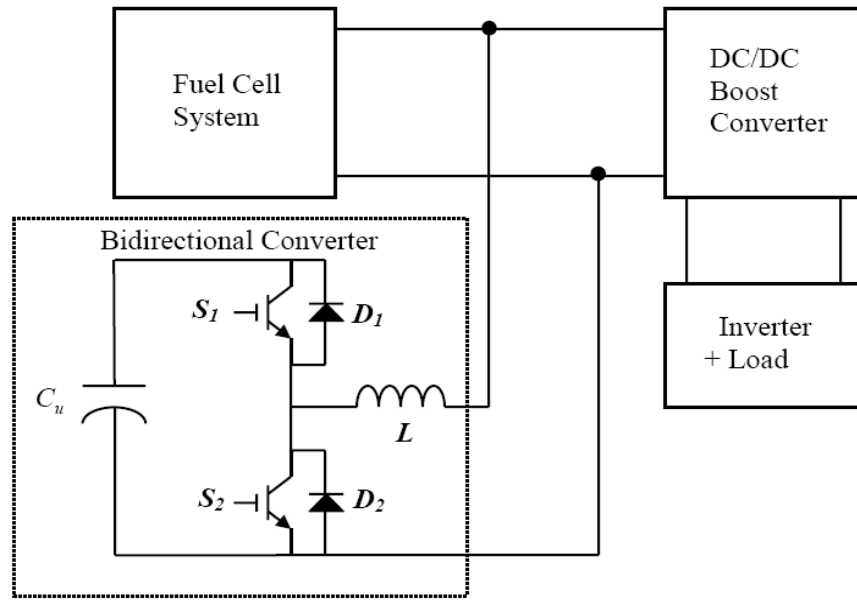 Fuel Cell
System
DC/DC
Boost
Converter
Bidirectional Converter
S1
D1
Inverter
+ Load
Cu
L
S2
D2